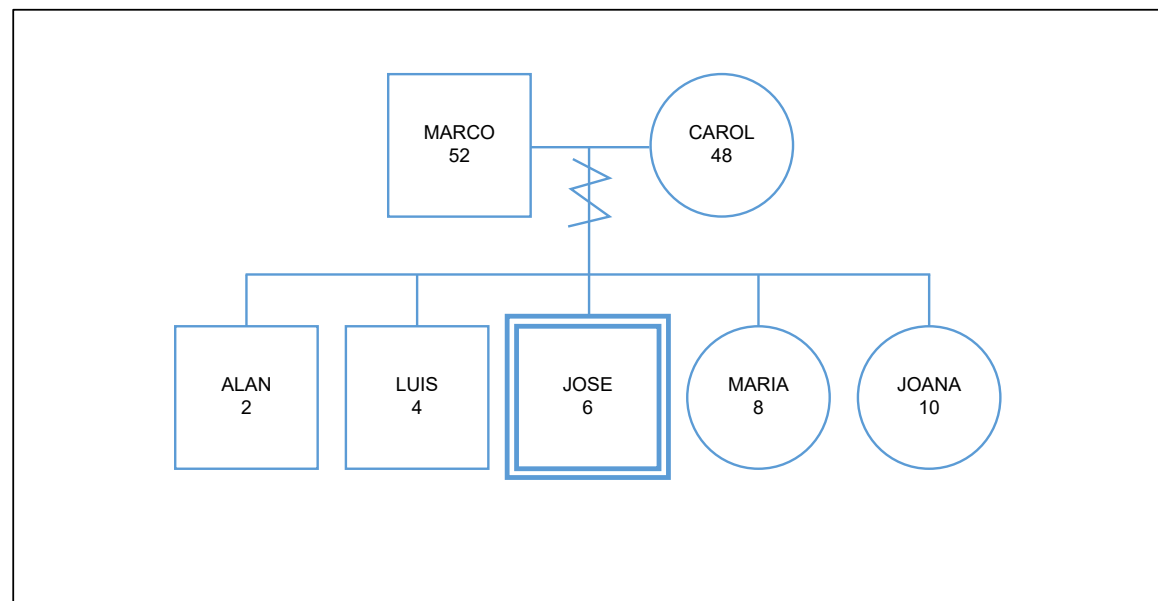 MARCO
52
CAROL
48
ALAN
2
LUIS
4
JOSE
6
MARIA
8
JOANA
10